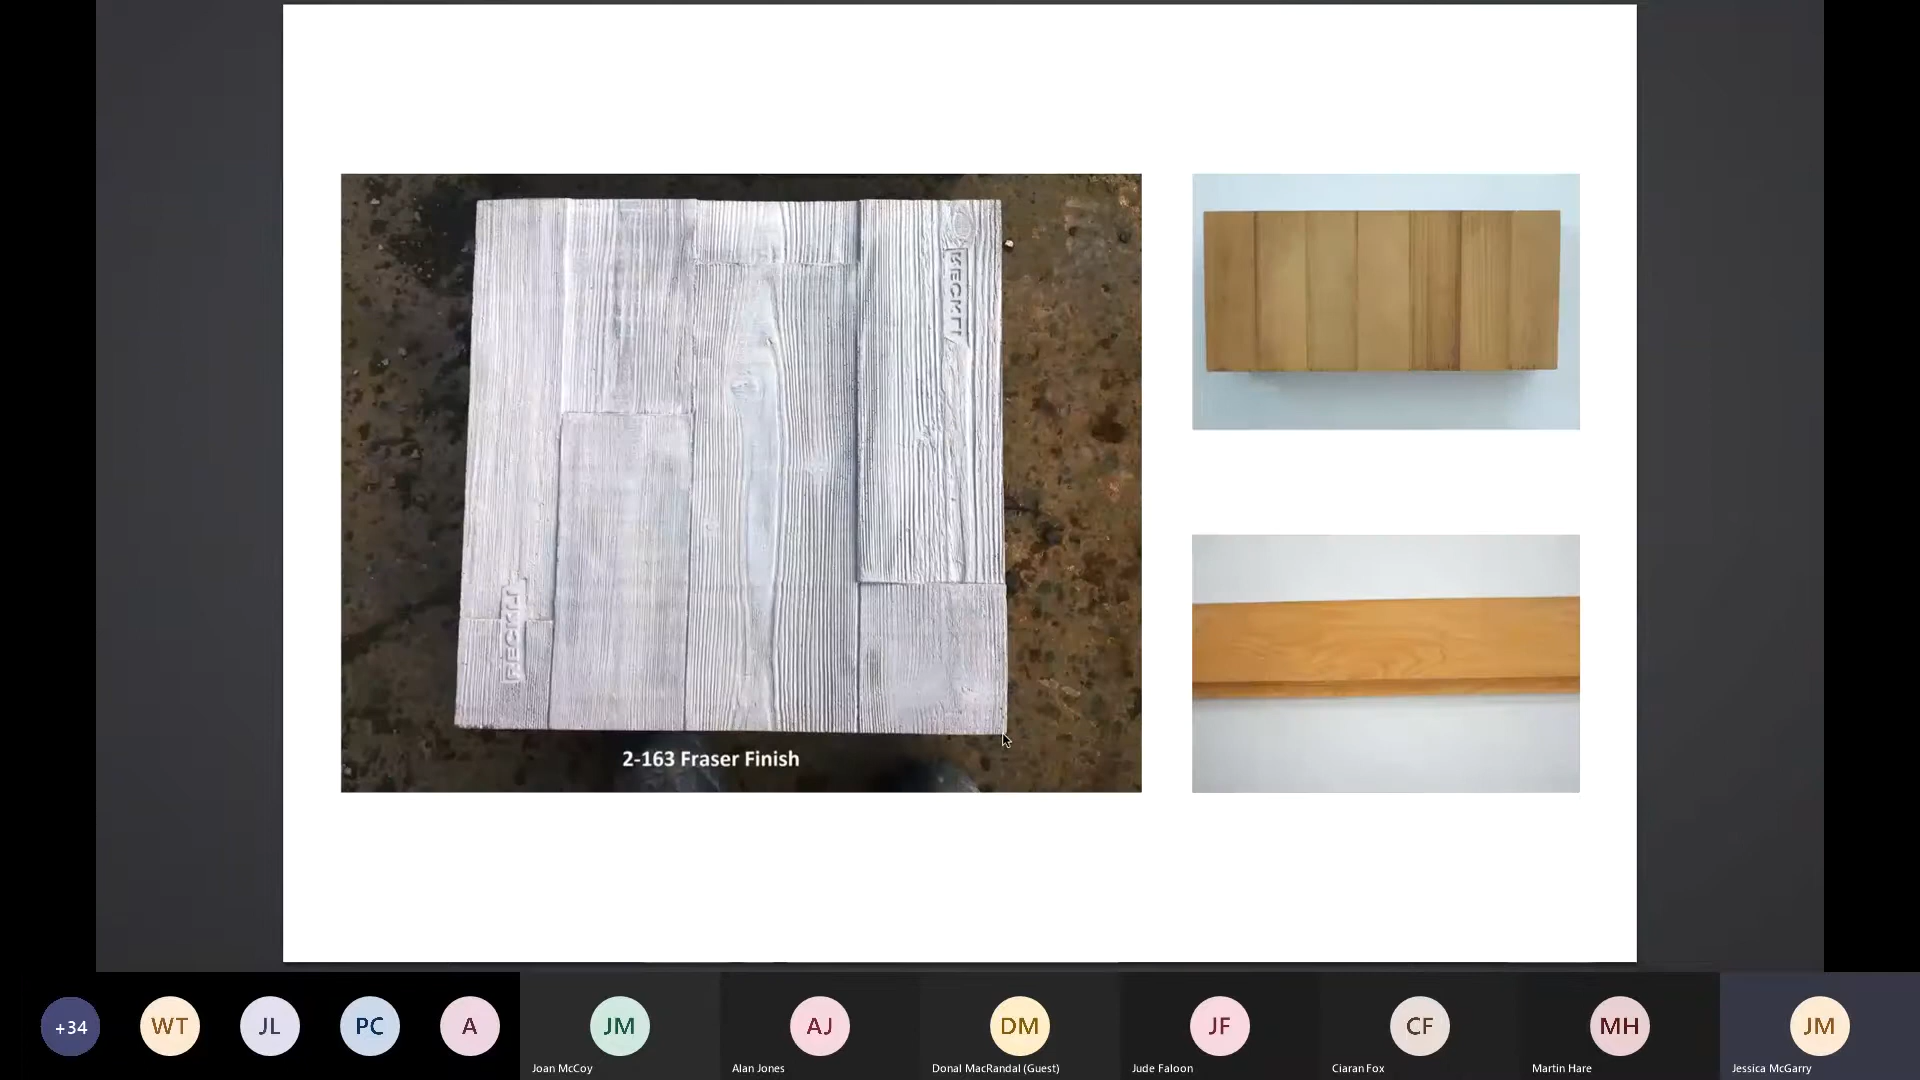 RECKLI
RECKLI
2-163 Fraser Finish
+34
WT
JL
PC
A
JM
AJ
DM
JF
CF
MH
JM
Joan McCoy
Alan Jones
Donal MacRandal (Guest)
Jude Faloon
Ciaran Fox
Martin Hare
Jessica McGarry